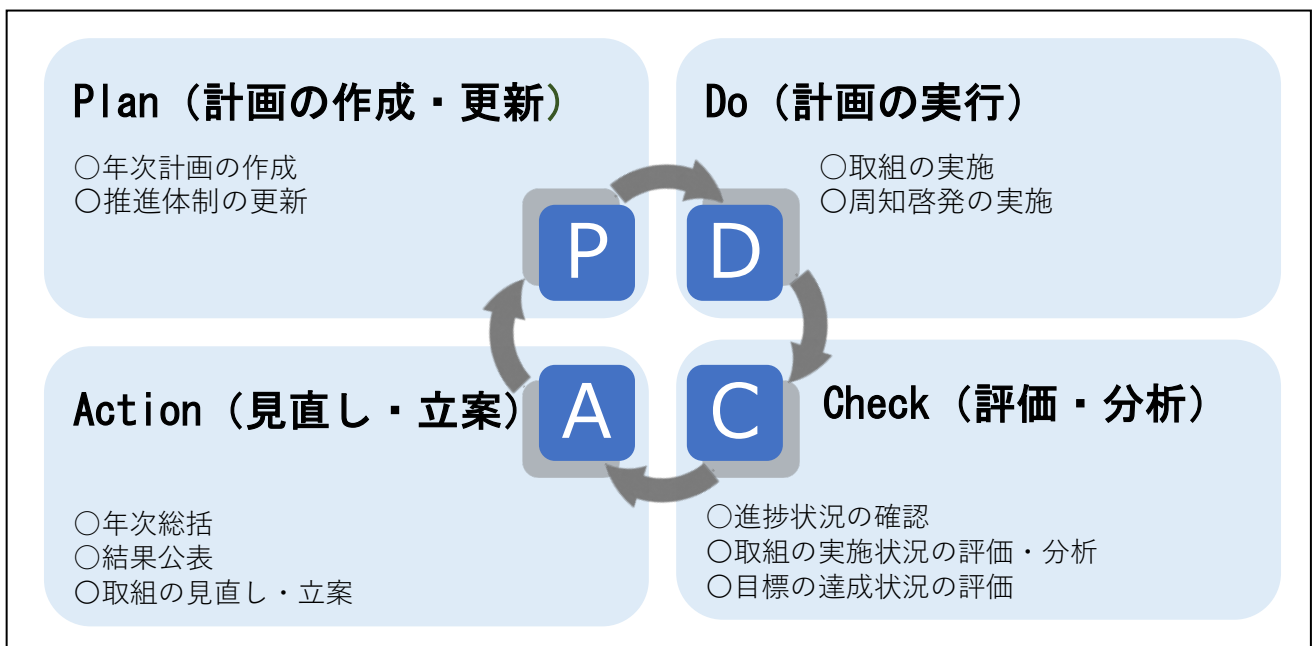 Plan（計画の作成・更新）
○年次計画の作成
○推進体制の更新
P
Do（計画の実行）
○取組の実施
○周知啓発の実施
D
Action（見直し・立案）
A
○年次総括
○結果公表
○取組の見直し・立案
C
Check（評価・分析）
○進捗状況の確認
○取組の実施状況の評価・分析
○目標の達成状況の評価